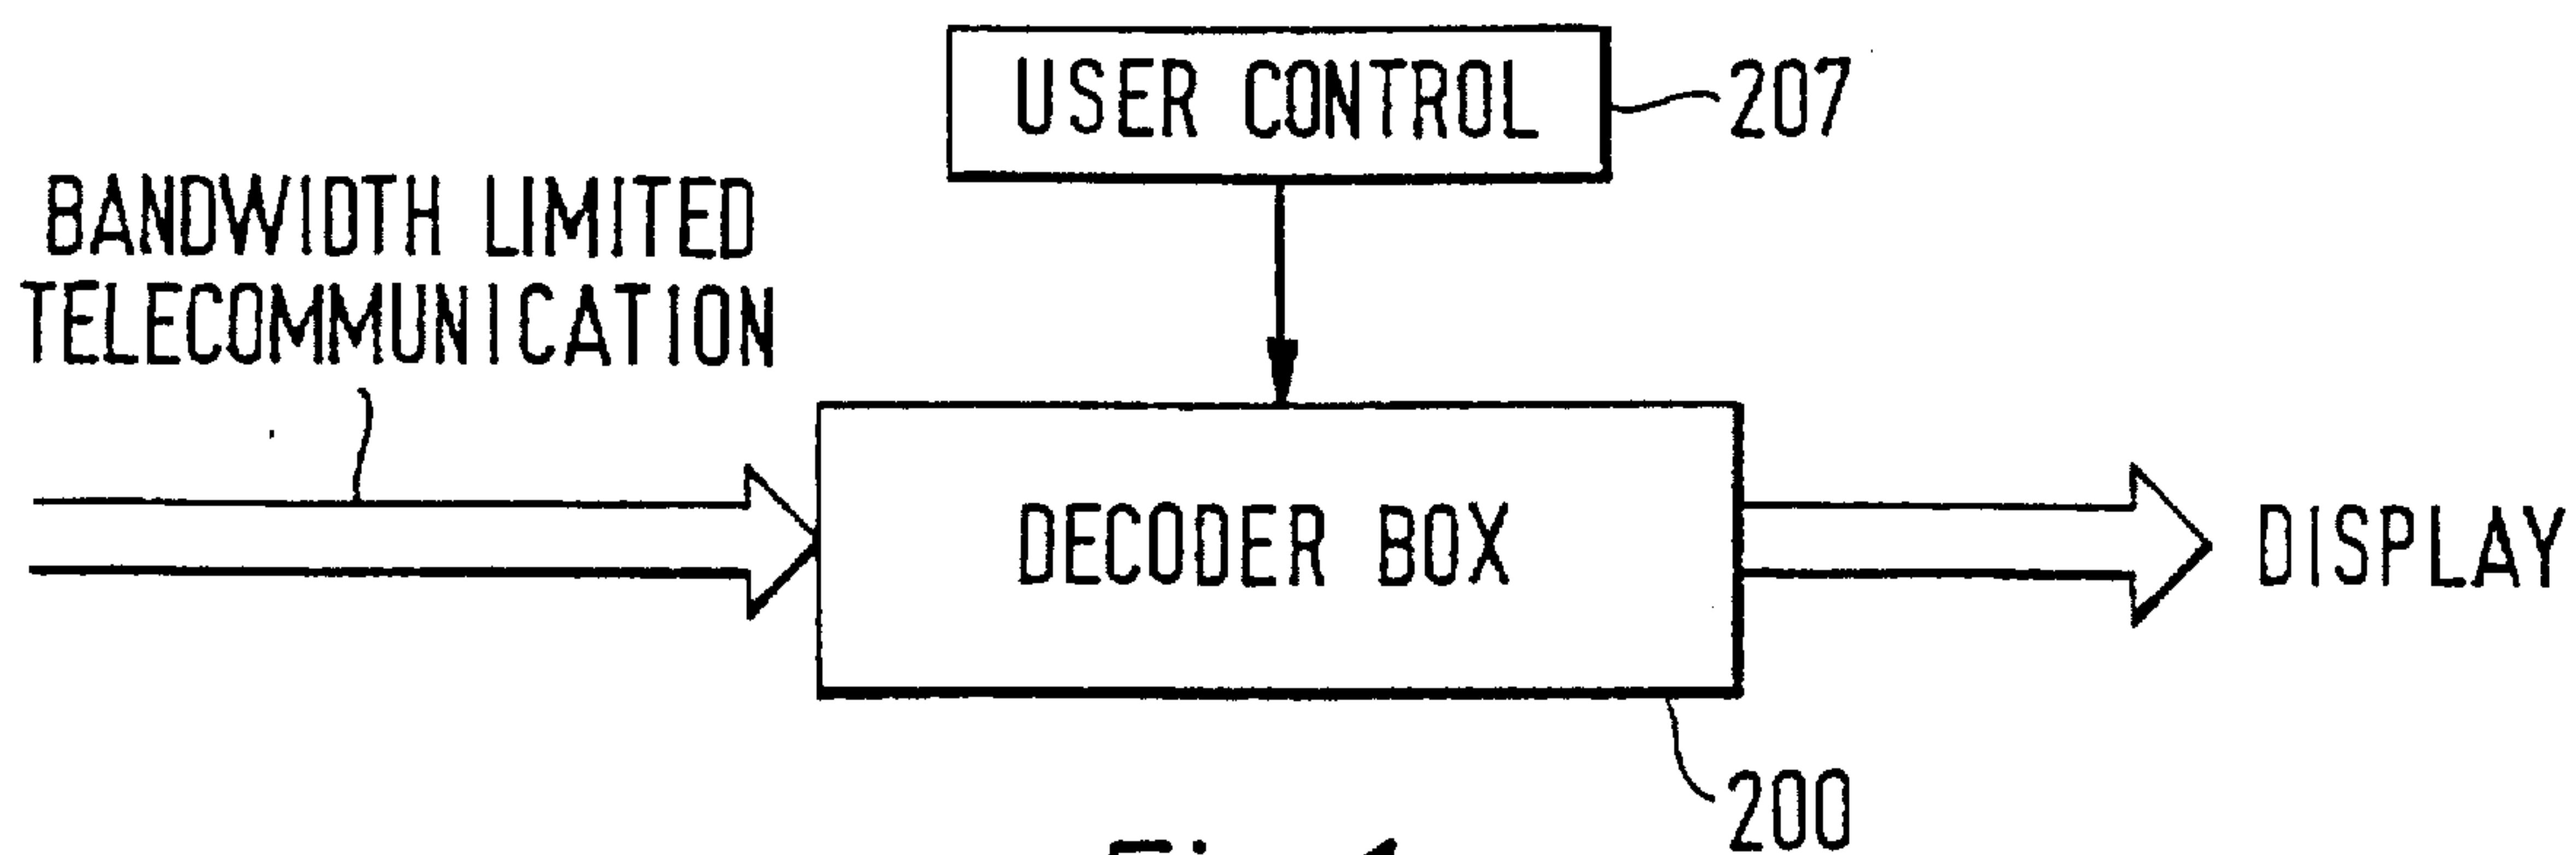 USER CONTROL
207
BANDWIDTH LIMITED
TELECOMMUNICATION
DECODER BOX
DISPLAY
200